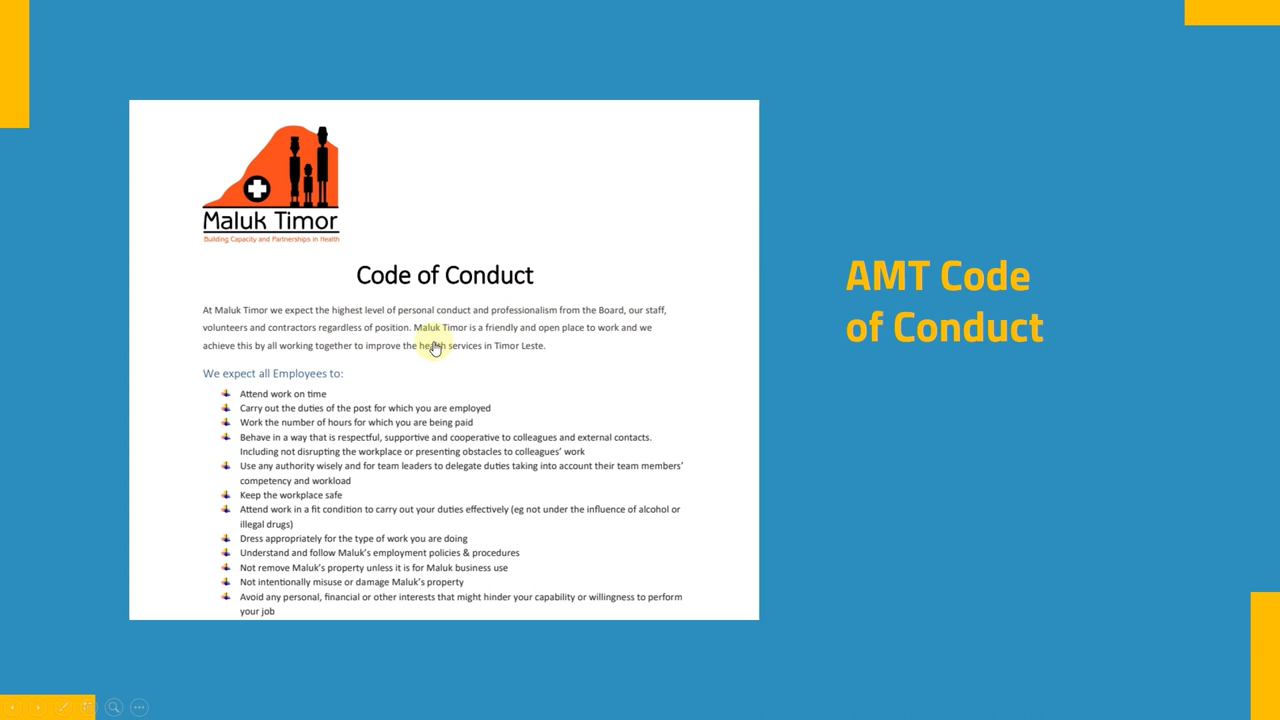 Maluk Timor
Building Capacity and Partnerships in Health
Code of Conduct
At Maluk Timor we expect the highest level of personal conduct and professionalism from the Board, our staff,
volunteers and contractors regardless of position. Maluk Timor is a friendly and open place to work and we
achieve this by all working together to improve the health services in Timor Leste.
We expect all Employees to:
Attend work on time
Carry out the duties of the post for which you are employed
Work the number of hours for which you are being paid
Behave in a way that is respectful, supportive and cooperative to colleagues and external contacts.
Including not disrupting the workplace or presenting obstacles to colleagues' work
Use any authority wisely and for team leaders to delegate duties taking into account their team members'
competency and workload
Keep the workplace safe
Attend work in a fit condition to carry out your duties effectively (eg not under the influence of alcohol or
illegal drugs)
Dress appropriately for the type of work you are doing
Understand and follow Maluk's employment policies & procedures
Not remove Maluk's property unless it is for Maluk business use
Not intentionally misuse or damage Maluk's property
Avoid any personal, financial or other interests that might hinder your capability or willingness to perform
your job
AMT Code
of Conduct